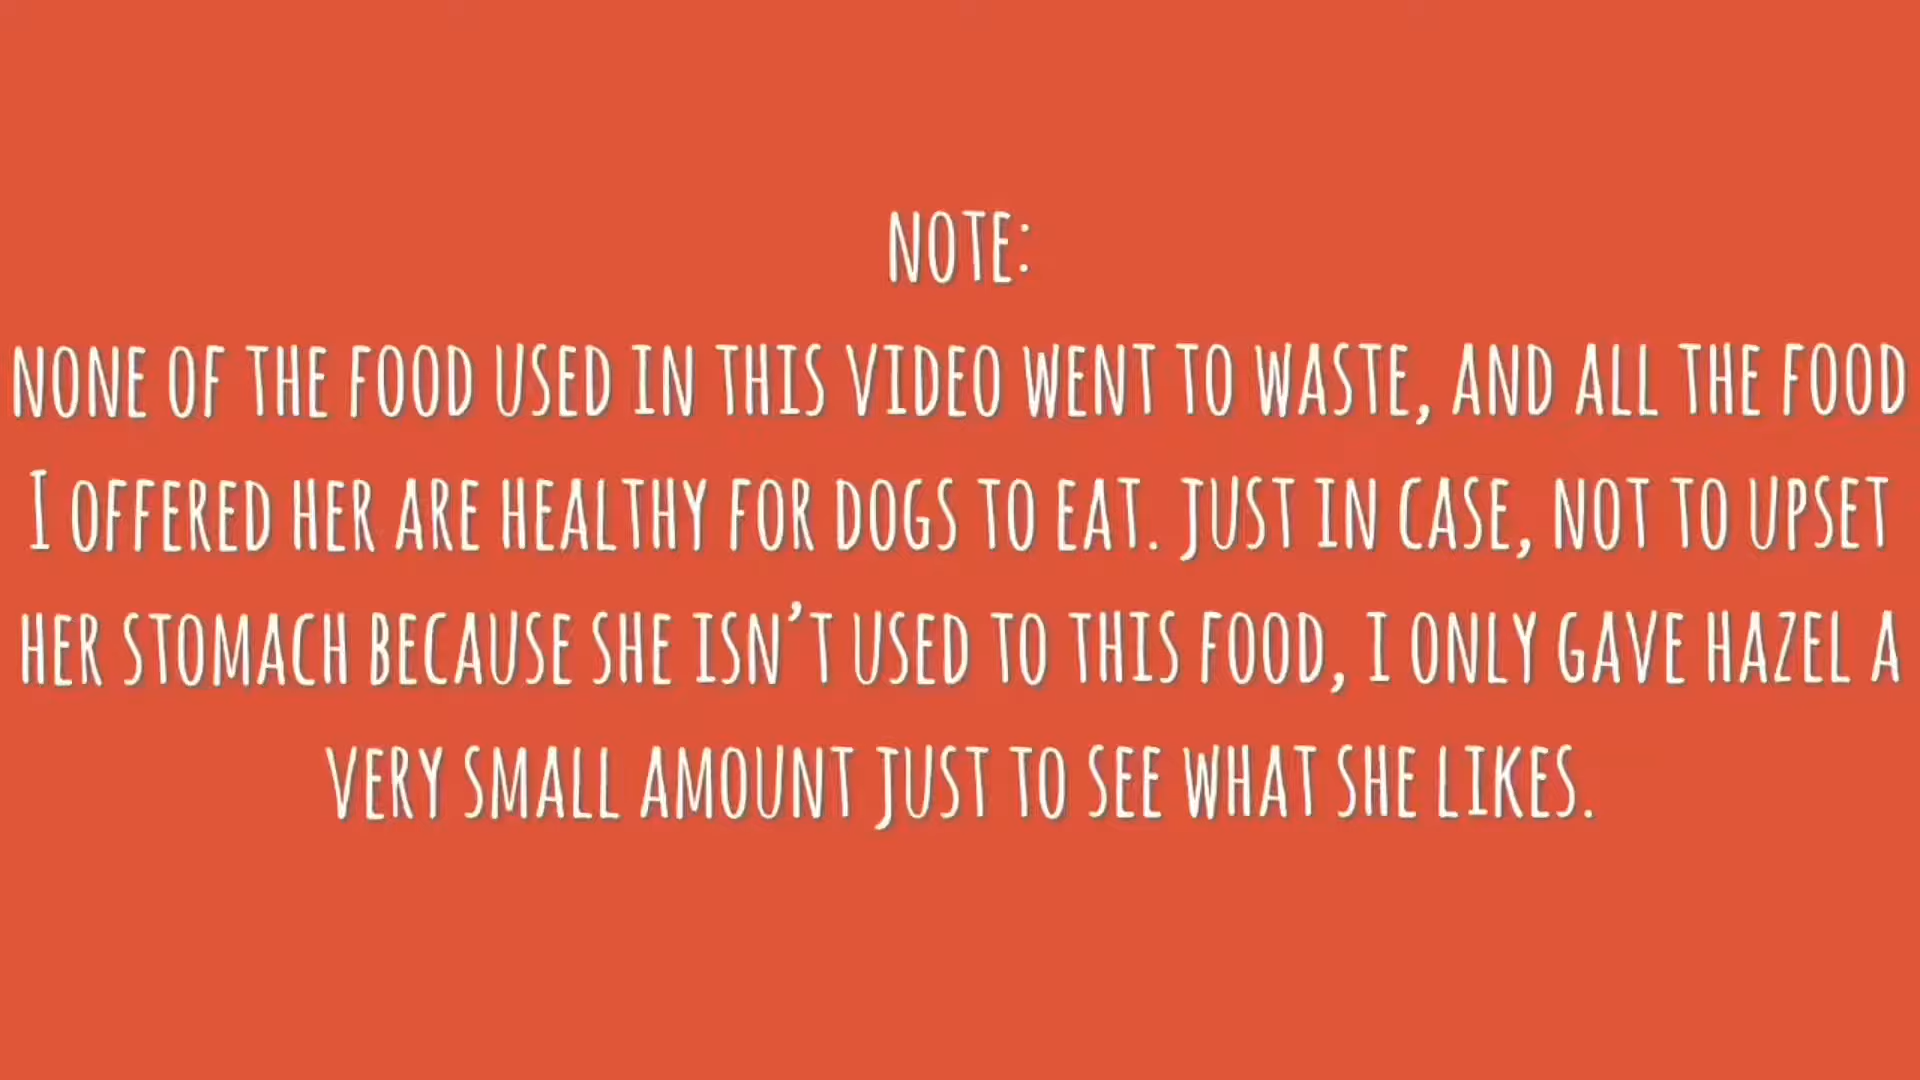 NOTE:
NONE OF THE FOOD USED IN THIS VIDEO WENT TO WASTE, AND ALL THE FOOD
I OFFERED HER ARE HEALTHY FOR DOGS TO EAT. JUST IN CASE, NOT TO UPSET
HER STOMACH BECAUSE SHE ISN'T USED TO THIS FOOD, I ONLY GAVE HAZEL A
VERY SMALL AMOUNT JUST TO SEE WHAT SHE LIKES.